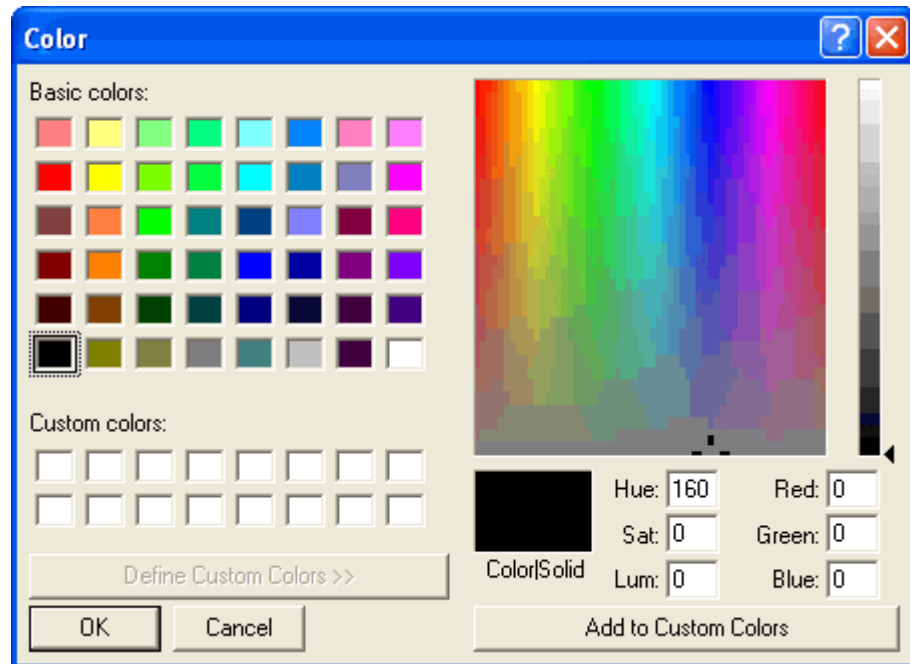 Color
Basic colors:
Custom colors:
Define Custom Colors >>
OK Cancel
Color|Solid
Hue: 160 Red: 0
Sat: 0 Green: 0
Lum: 0 Blue: 0
Add to Custom Colors